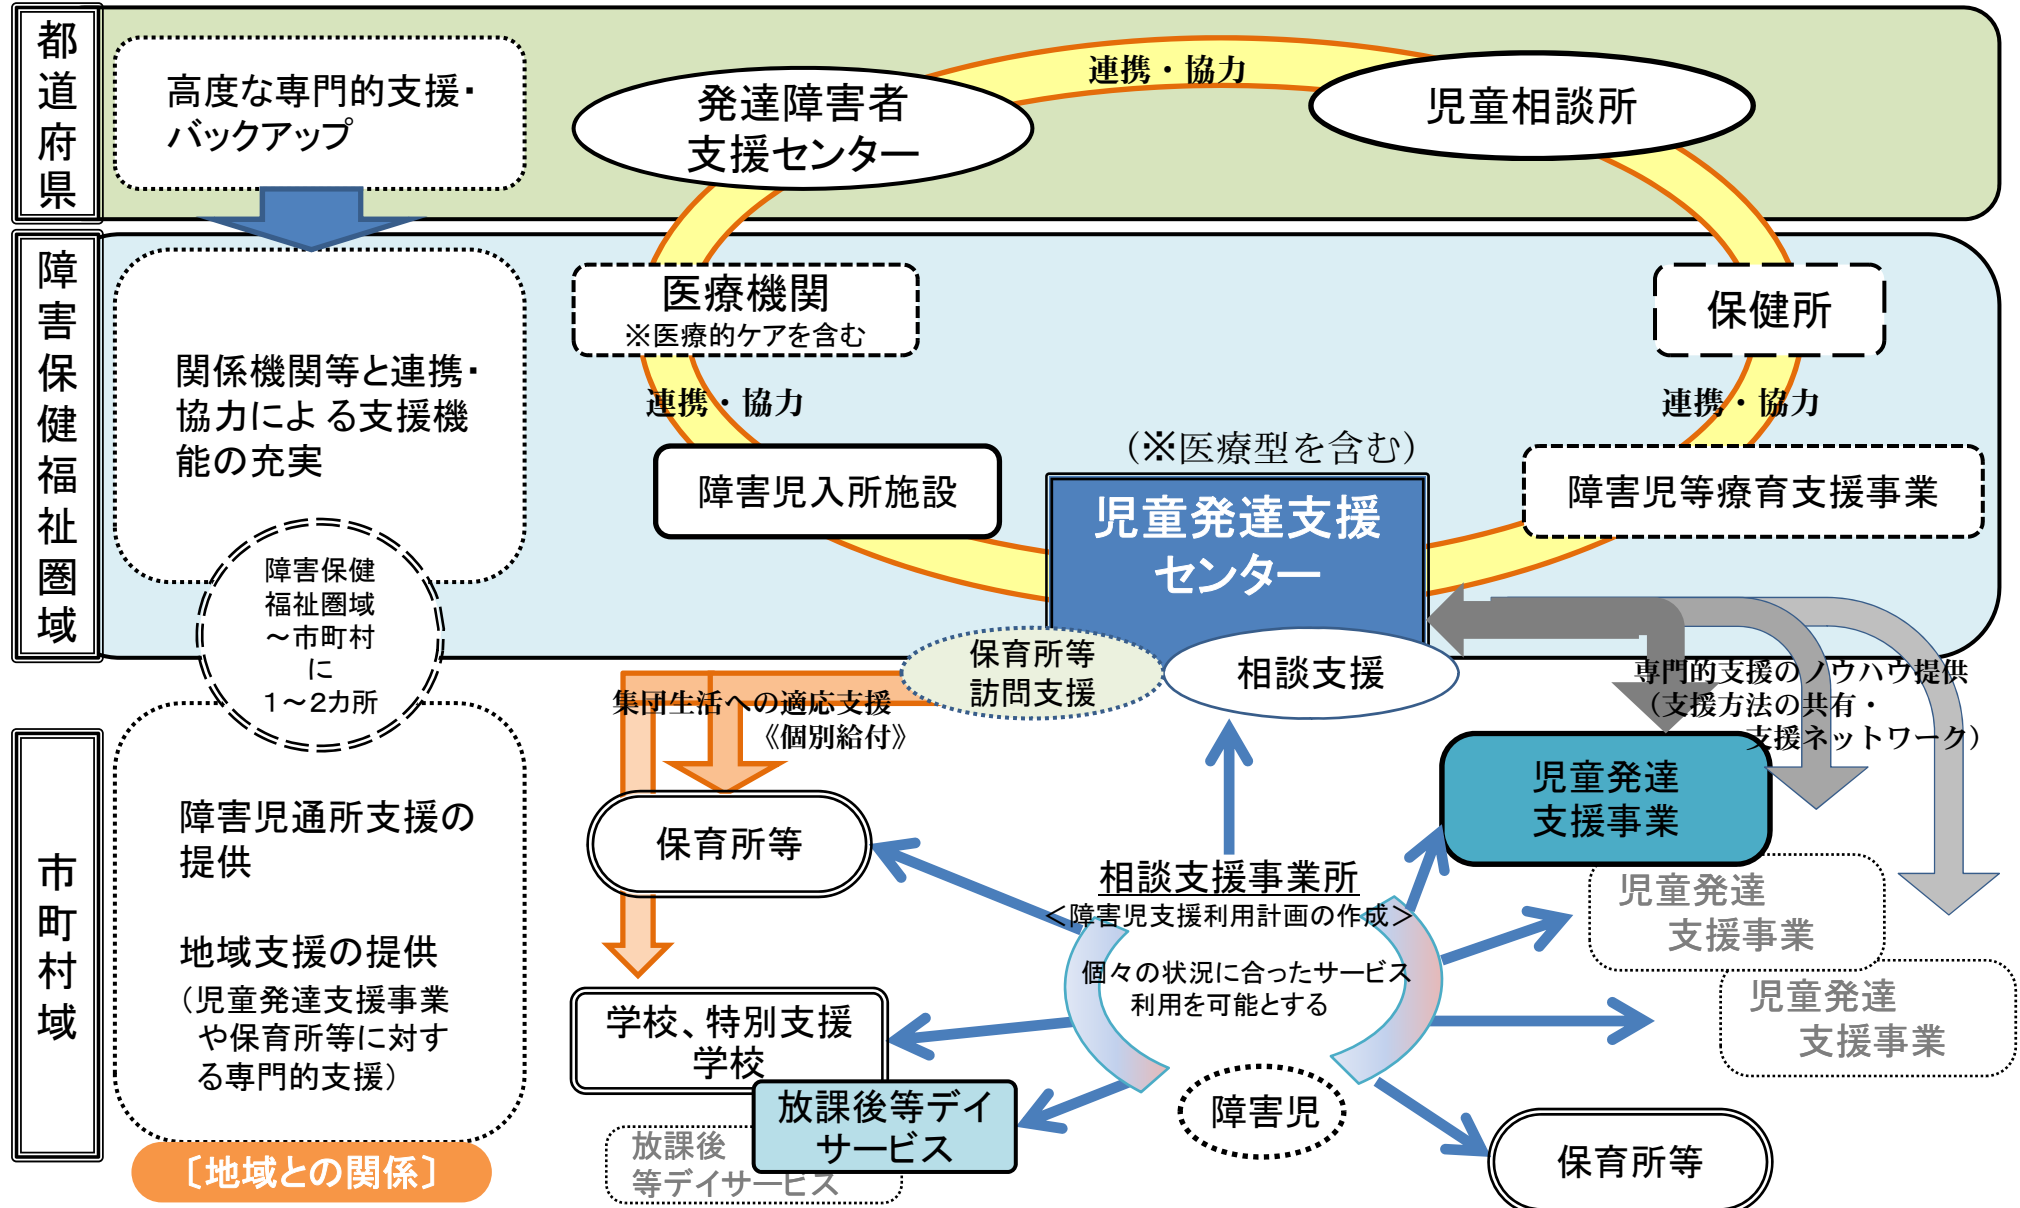 都道府県
高度な専門的支援・
バックアップ
発達障害者
支援センター
連携・協力
児童相談所
障害保健福祉圏域
関係機関等と連携・
協力による支援機
能の充実
医療機関
※医療的ケアを含む
保健所
連携・協力
連携・協力
障害児入所施設
（※医療型を含む）
児童発達支援
センター
障害児等療育支援事業
障害保健
福祉圏域
～市町村
に
１～２カ所
保育所等
訪問支援
相談支援
集団生活への適応支援
《個別給付》
専門的支援のノウハウ提供
（支援方法の共有・
支援ネットワーク）
市町村域
障害児通所支援の
提供
地域支援の提供
（児童発達支援事業
や保育所等に対す
る専門的支援）
〔地域との関係〕
保育所等
児童発達
支援事業
児童発達
支援事業
児童発達
支援事業
相談支援事業所
＜障害児支援利用計画の作成＞
個々の状況に合ったサービス
利用を可能とする
学校、特別支援
学校
放課後等デイ
サービス
放課後
等デイサービス
障害児
保育所等